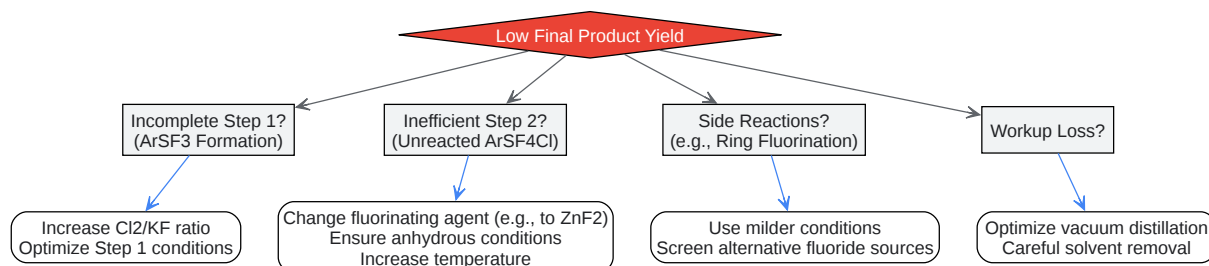 Low Final Product Yield
Incomplete Step 1?
(ArSF3 Formation)
Inefficient Step 2?
(Unreacted ArSF4Cl)
Side Reactions?
(e.g., Ring Fluorination)
Workup Loss?
Increase Cl2/KF ratio
Optimize Step 1 conditions
Change fluorinating agent (e.g., to ZnF2)
Ensure anhydrous conditions
Increase temperature
Use milder conditions
Screen alternative fluoride sources
Optimize vacuum distillation
Careful solvent removal